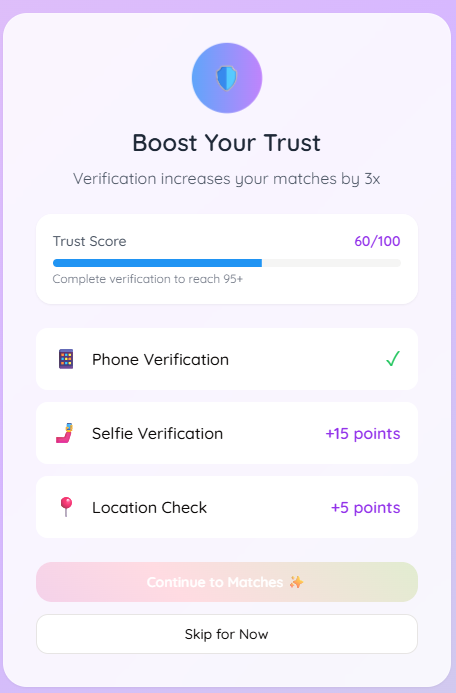 Boost Your Trust
Verification increases your matches by 3x
Trust Score 60/100
Complete verification to reach 95+
Phone Verification ✓
Selfie Verification +15 points
Location Check +5 points
Continue to Matches ✨
Skip for Now